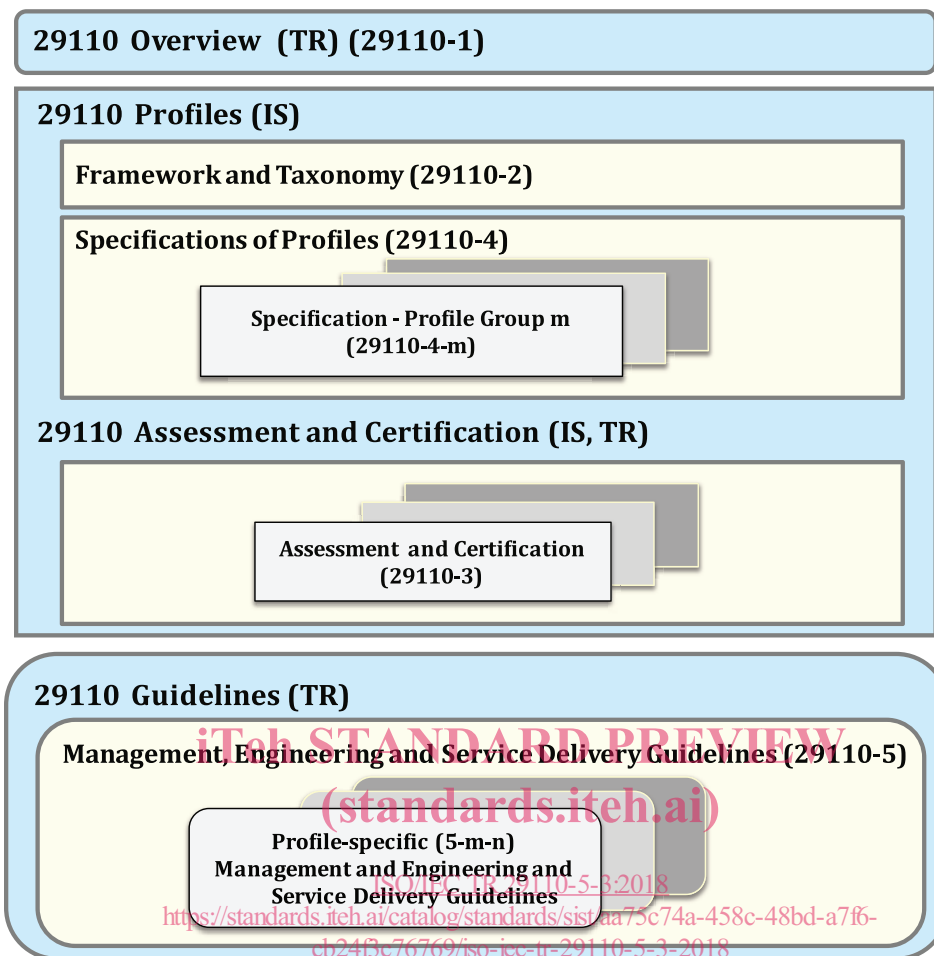 29110 Overview (TR) (29110-1)
29110 Profiles (IS)
Framework and Taxonomy (29110-2)
Specifications of Profiles (29110-4)
Specification - Profile Group m
(29110-4-m)
29110 Assessment and Certification (IS, TR)
Assessment and Certification
(29110-3)
29110 Guidelines (TR)
iTeh STANDARD PREVIEW
Management, Engineering and Service Delivery Guidelines (29110-5)
(standards.iteh.ai)
Profile-specific (5-m-n)
Management and Engineering and
ISO/IEC TR 29110-5-3:2018
Service Delivery Guidelines
https://standards.iteh.ai/catalog/standards/sist/aa75c74a-458c-48bd-a7f6-
cb24f3c76769/iso-iec-tr-29110-5-3-2018